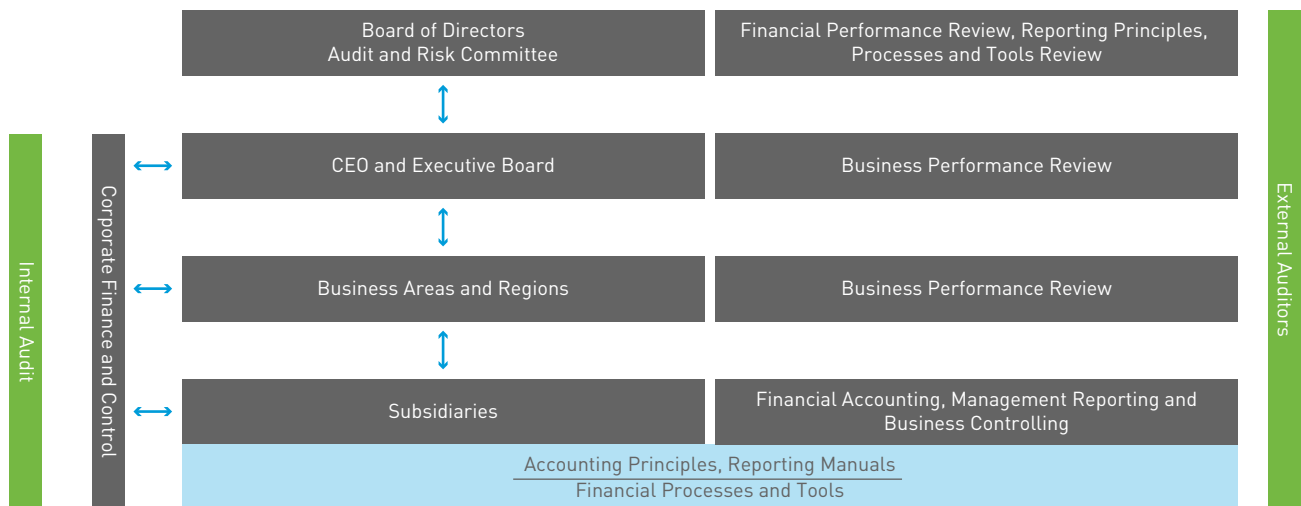 Board of Directors
Audit and Risk Committee
Financial Performance Review, Reporting Principles,
Processes and Tools Review
CEO and Executive Board
Business Performance Review
Business Areas and Regions
Business Performance Review
Subsidiaries
Financial Accounting, Management Reporting and
Business Controlling
Accounting Principles, Reporting Manuals
Financial Processes and Tools
Internal Audit
Corporate Finance and Control
External Auditors